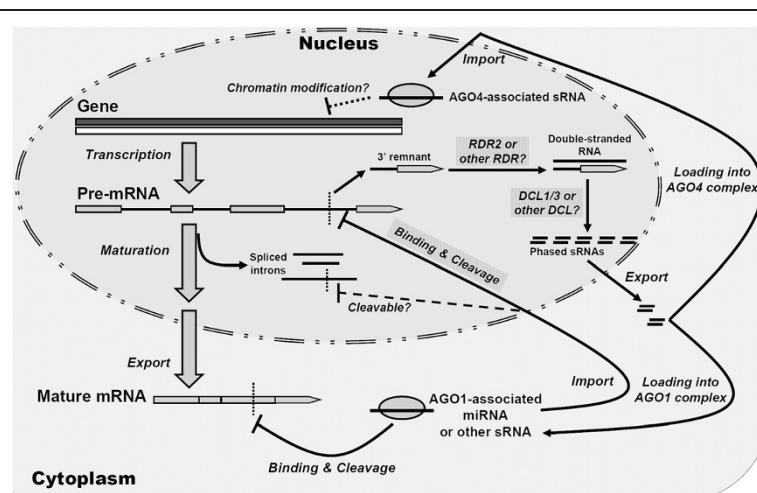 Nucleus
Import
Chromatin modification?
AGO4-associated sRNA
Gene
Transcription
3' remnant
RDR2 or
other RDR?
Double-stranded
RNA
Loading into
AGO4 complex
Pre-mRNA
DCL1/3 or
other DCL?
Maturation
Binding & Cleavage
Phased sRNAs
Spliced
introns
Export
Cleavable?
Export
Import
Loading into
AGO1 complex
Mature mRNA
AGO1-associated
miRNA
or other sRNA
Binding & Cleavage
Cytoplasm